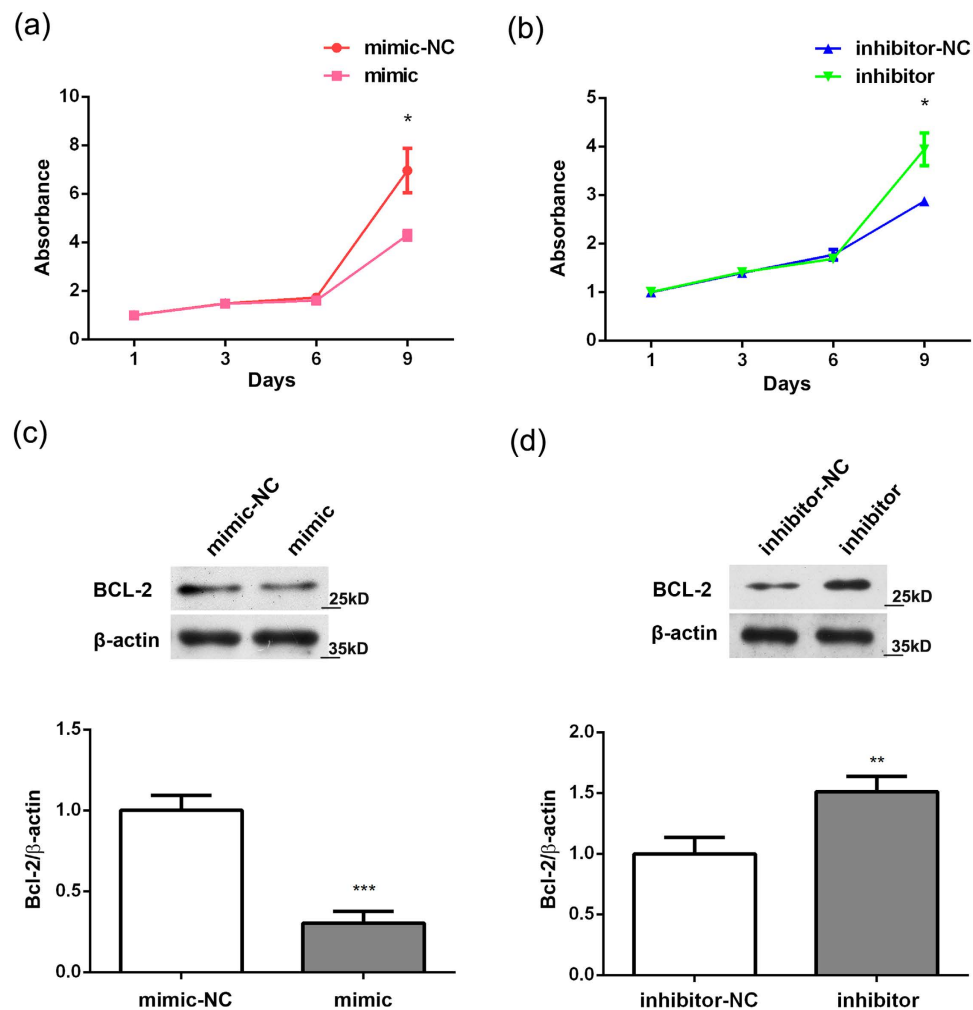 (a)
mimic-NC
mimic
10
8
6
4
2
0
Absorbance
*
1 3 6 9
Days
(b)
inhibitor-NC
inhibitor
5
4
3
2
1
0
Absorbance
*
1 3 6 9
Days
(c)
mimic-NC mimic
BCL-2
25kD
β-actin
35kD
1.5
1.0
0.5
0.0
Bcl-2/β-actin
***
mimic-NC mimic
(d)
inhibitor-NC inhibitor
BCL-2
25kD
β-actin
35kD
2.0
1.5
1.0
0.5
0.0
Bcl-2/β-actin
**
inhibitor-NC inhibitor